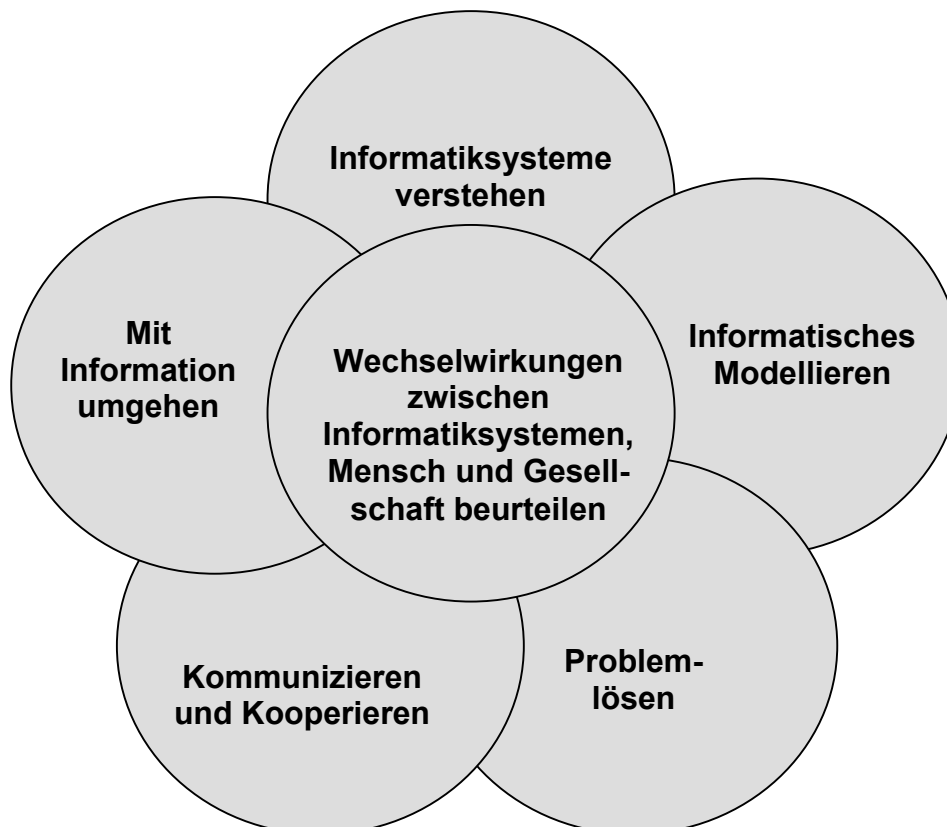 Informatiksysteme
verstehen
Mit
Information
umgehen
Wechselwirkungen
zwischen
Informatiksystemen,
Mensch und Gesell-
schaft beurteilen
Informatisches
Modellieren
Kommunizieren
und Kooperieren
Problem-
lösen